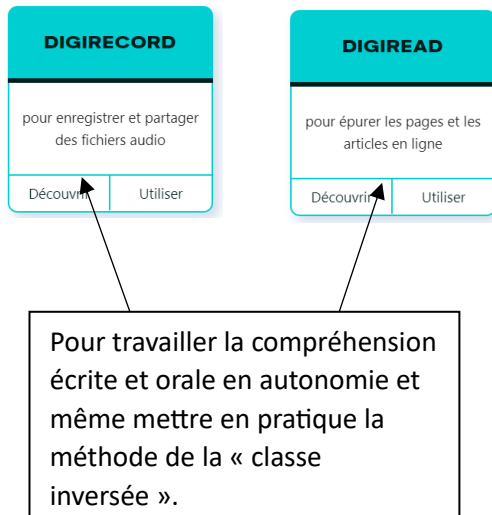 DIGIRECORD
pour enregistrer et partager
des fichiers audio
Découvrir
Utiliser
DIGIREAD
pour épurer les pages et les
articles en ligne
Découvrir
Utiliser
Pour travailler la compréhension
écrite et orale en autonomie et
même mettre en pratique la
méthode de la « classe
inversée ».